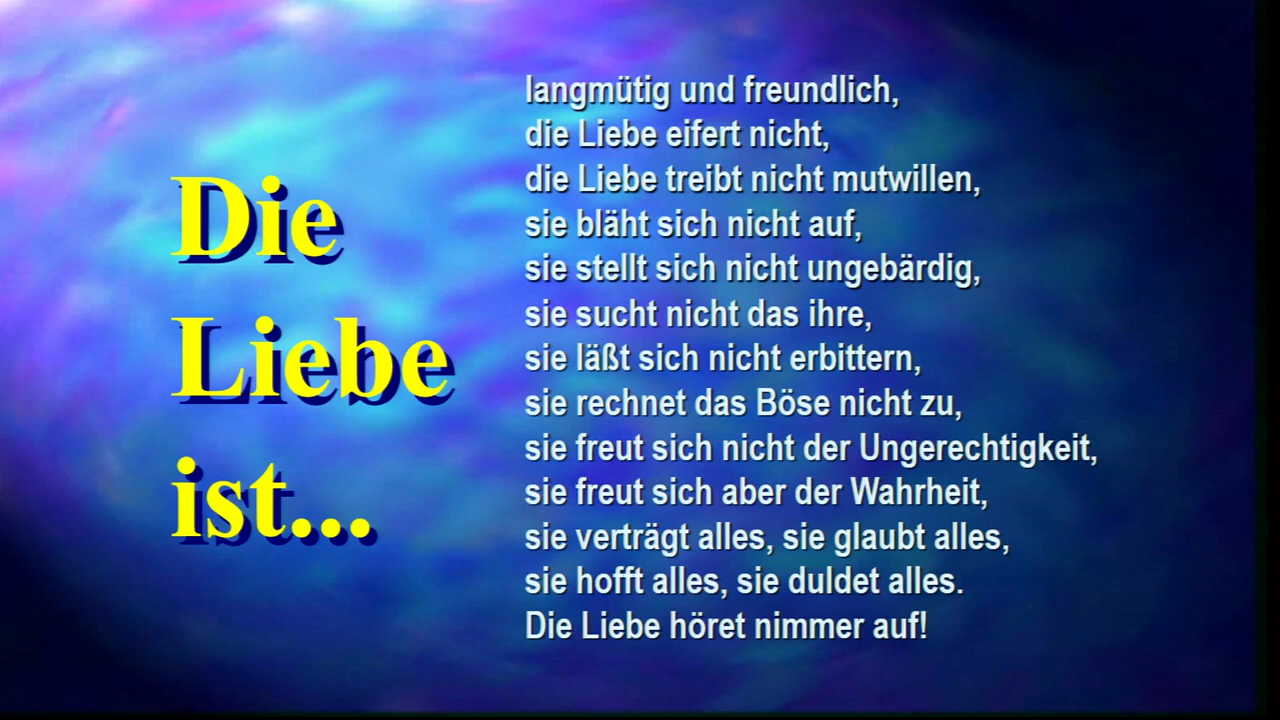 Die
Liebe
ist...
langmütig und freundlich,
die Liebe eifert nicht,
die Liebe treibt nicht mutwillen,
sie bläht sich nicht auf,
sie stellt sich nicht ungebärdig,
sie sucht nicht das ihre,
sie läßt sich nicht erbittern,
sie rechnet das Böse nicht zu,
sie freut sich nicht der Ungerechtigkeit,
sie freut sich aber der Wahrheit,
sie verträgt alles, sie glaubt alles,
sie hofft alles, sie duldet alles.
Die Liebe höret nimmer auf!